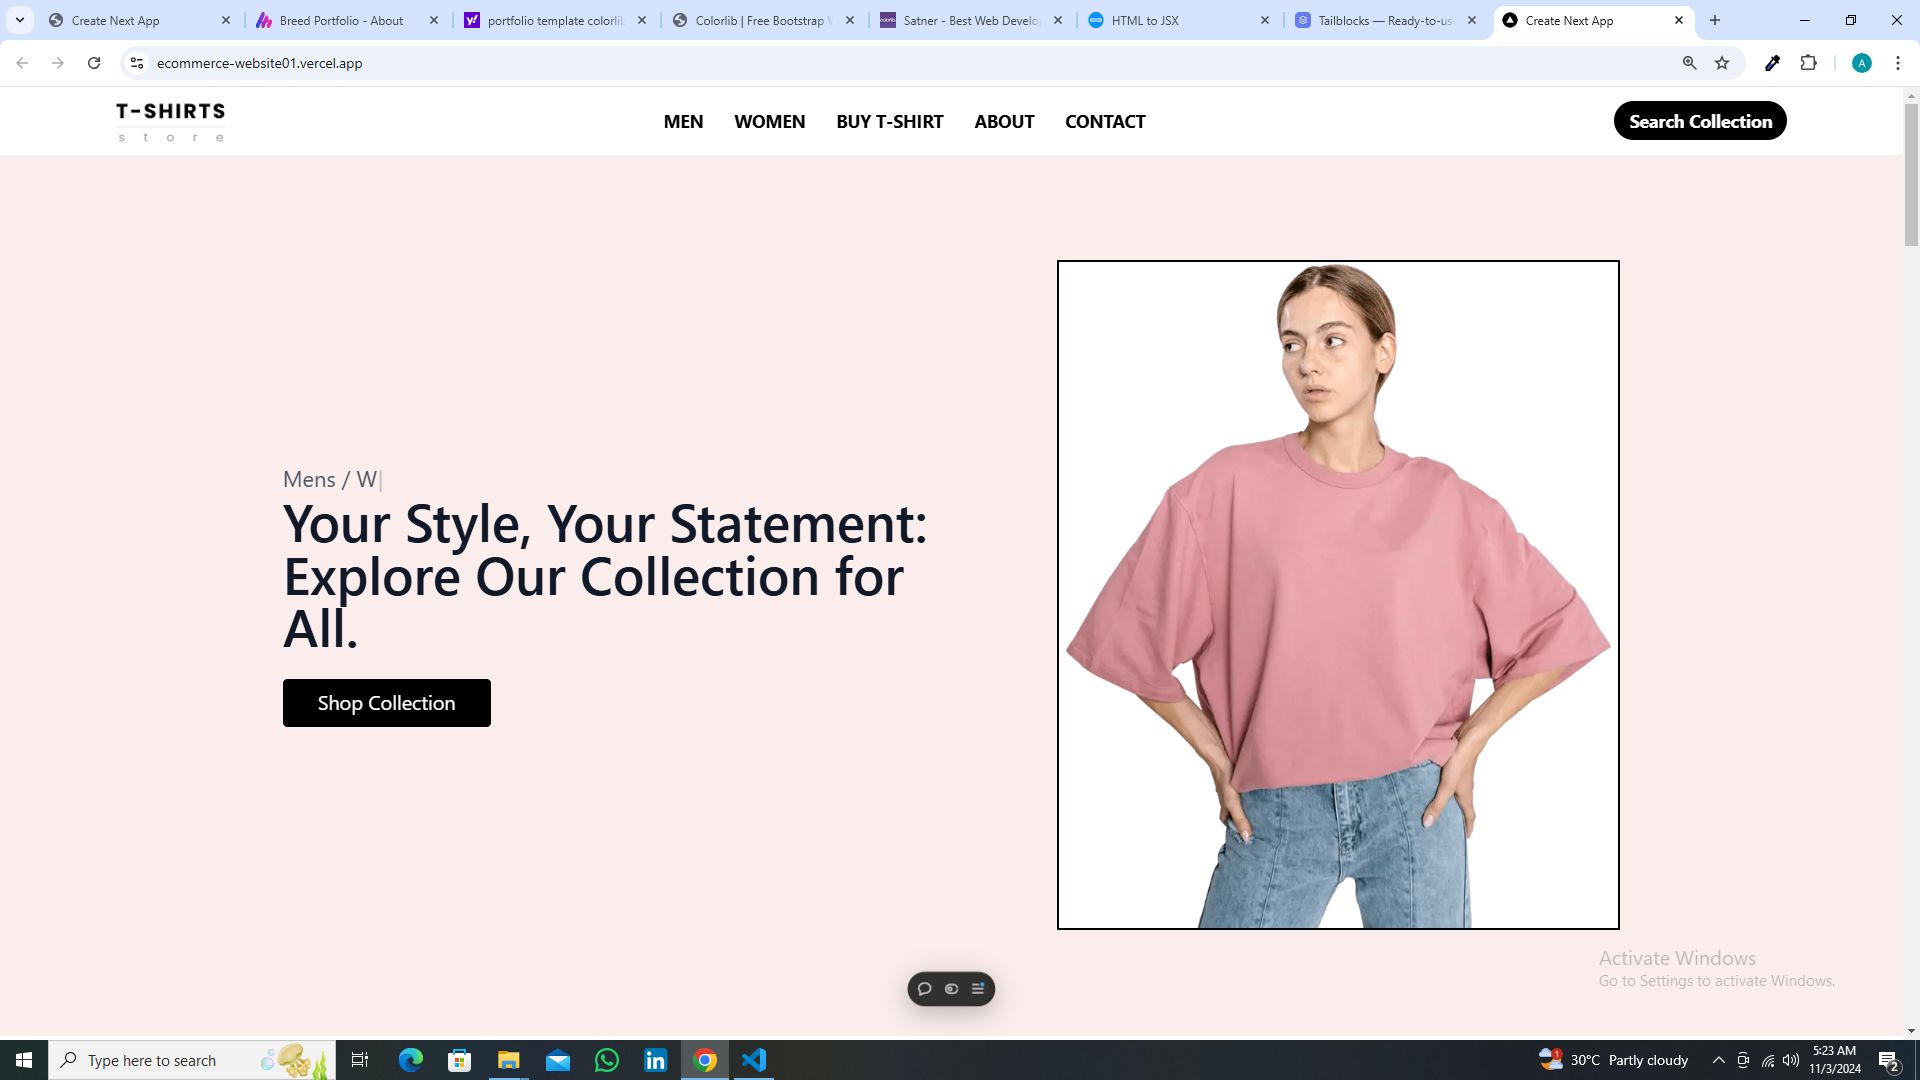 Create Next App
Breed Portfolio - About
portfolio template colorlib
Colorlib | Free Bootstrap
Satner - Best Web Develo
HTML to JSX
Tailblocks — Ready-to-us
Create Next App
ecommerce-website01.vercel.app
A
T-SHIRTS
store
MEN
WOMEN
BUY T-SHIRT
ABOUT
CONTACT
Search Collection
Mens / W|
Your Style, Your Statement:
Explore Our Collection for
All.
Shop Collection
Activate Windows
Go to Settings to activate Windows.
Type here to search
1
30°C Partly cloudy
5:23 AM
11/3/2024
2